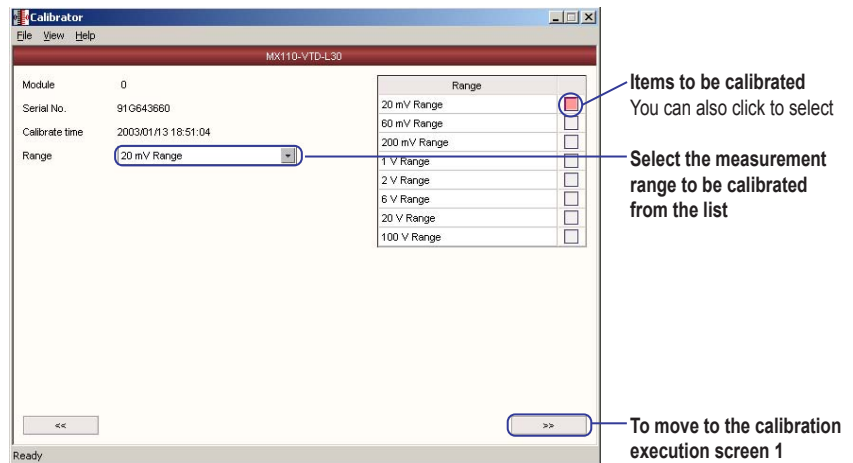 Calibrator
File View Help
MX110-VTD-L30
Module 0
Serial No. 91G643660
Calibrate time 2003/01/13 18:51:04
Range 20 mV Range
Range
20 mV Range
60 mV Range
200 mV Range
1 V Range
2 V Range
6 V Range
20 V Range
100 V Range
<<
>>
Ready
Items to be calibrated
You can also click to select
Select the measurement
range to be calibrated
from the list
To move to the calibration
execution screen 1